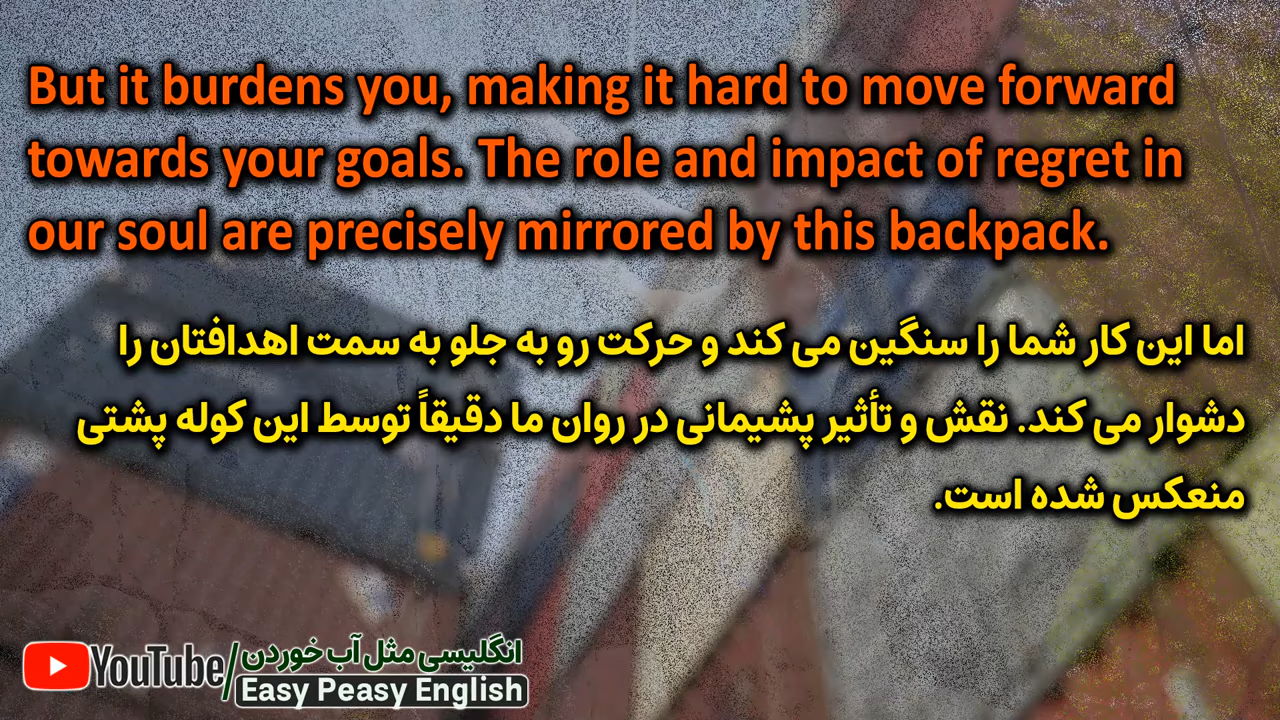 But it burdens you, making it hard to move forward
towards your goals. The role and impact of regret in
our soul are precisely mirrored by this backpack.
اما این کار شما را سنگین می کند و حرکت رو به جلو به سمت اهدافتان را
دشوار می کند. نقش و تأثیر پشیمانی در روان ما دقیقاً توسط این کوله پشتی
منعکس شده است.
YouTube/انگلیسی مثل آب خوردن
Easy Peasy English